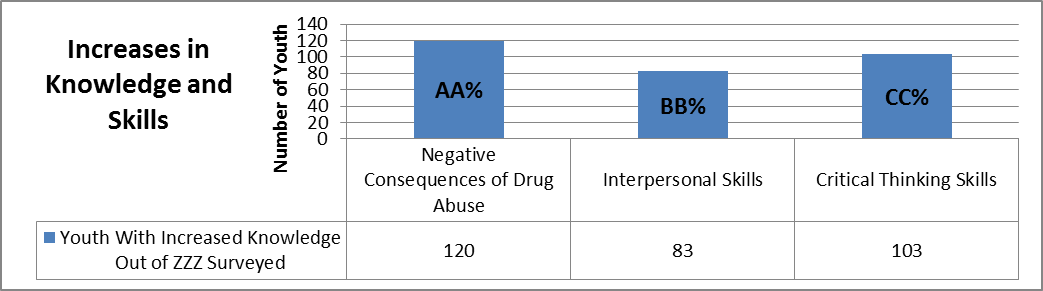 Increases in
Knowledge and
Skills
Number of Youth
140
120
100
80
60
40
20
0
AA%
BB%
CC%
Negative
Consequences of Drug
Abuse
Interpersonal Skills
Critical Thinking Skills
Youth With Increased Knowledge
Out of ZZZ Surveyed
120
83
103